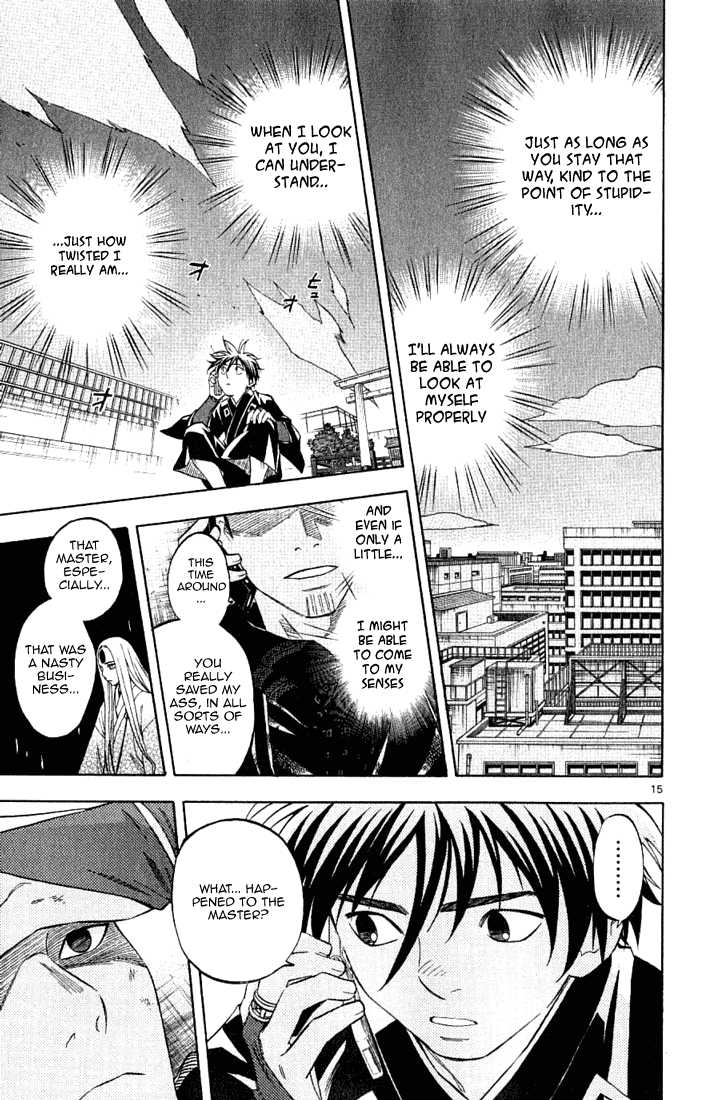 JUST AS LONG AS
YOU STAY THAT
WAY, KIND TO THE
POINT OF STUPID-
ITY...
I'LL ALWAYS
BE ABLE TO
LOOK AT
MYSELF
PROPERLY
WHEN I LOOK
AT YOU, I
CAN UNDER-
STAND...
...JUST HOW
TWISTED I
REALLY AM...
オ
ビュ
オ
AND
EVEN IF
ONLY A
LITTLE...
I MIGHT
BE ABLE
TO COME
TO MY
SENSES
THIS
TIME
AROUND
...
YOU
REALLY
SAVED MY
ASS, IN ALL
SORTS OF
WAYS...
THAT
MASTER,
ESPE-
CIALLY...
THAT WAS
A NASTY
BUSI-
NESS...
15
........
WHAT... HAP-
PENED TO THE
MASTER?